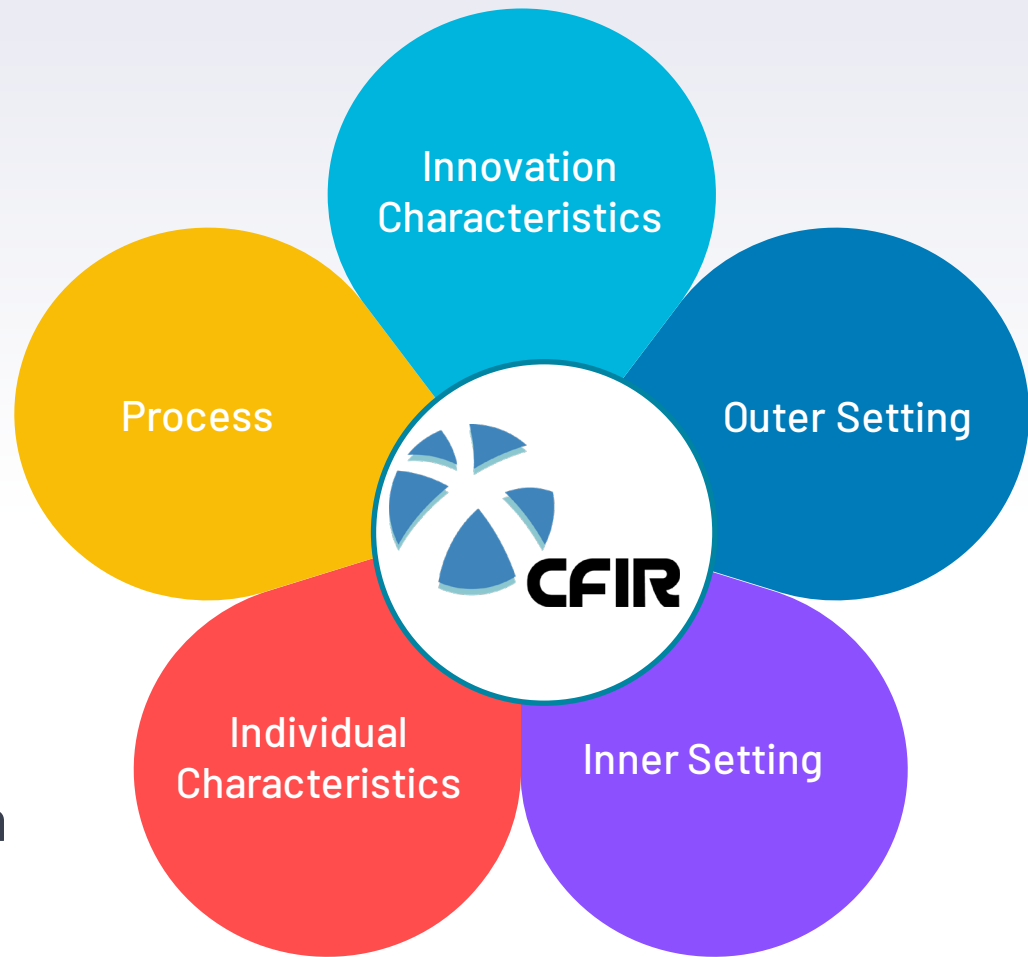 Innovation
Characteristics
Process
Outer Setting
CFIR
Individual
Characteristics
Inner Setting